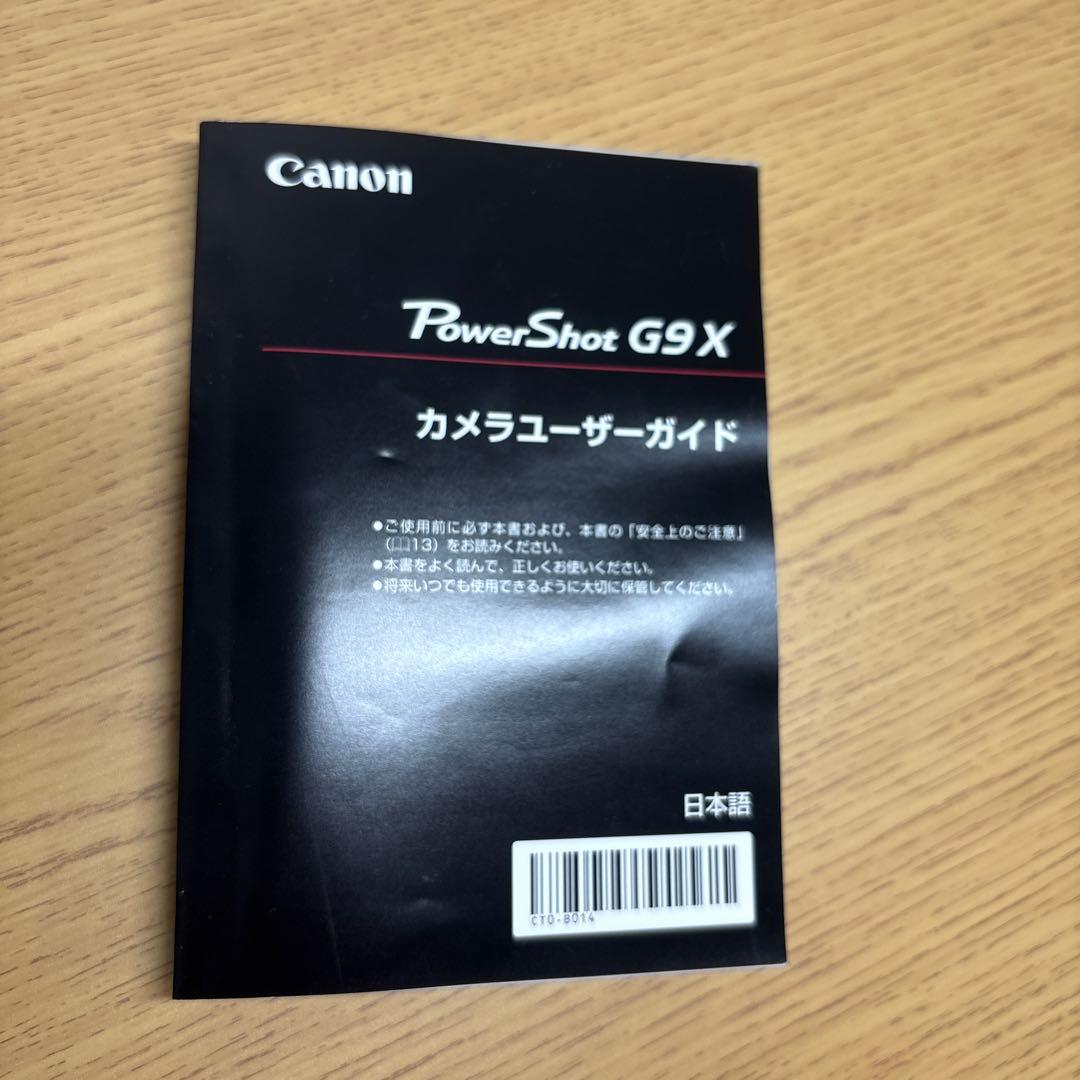 Canon
PowerShot G9 X
カメラユーザーガイド
●ご使用前に必ず本書および、本書の「安全上のご注意」
（📖13）をお読みください。
●本書をよく読んで、正しくお使いください。
●将来いつでも使用できるように大切に保管してください。
日本語
CT0-B014